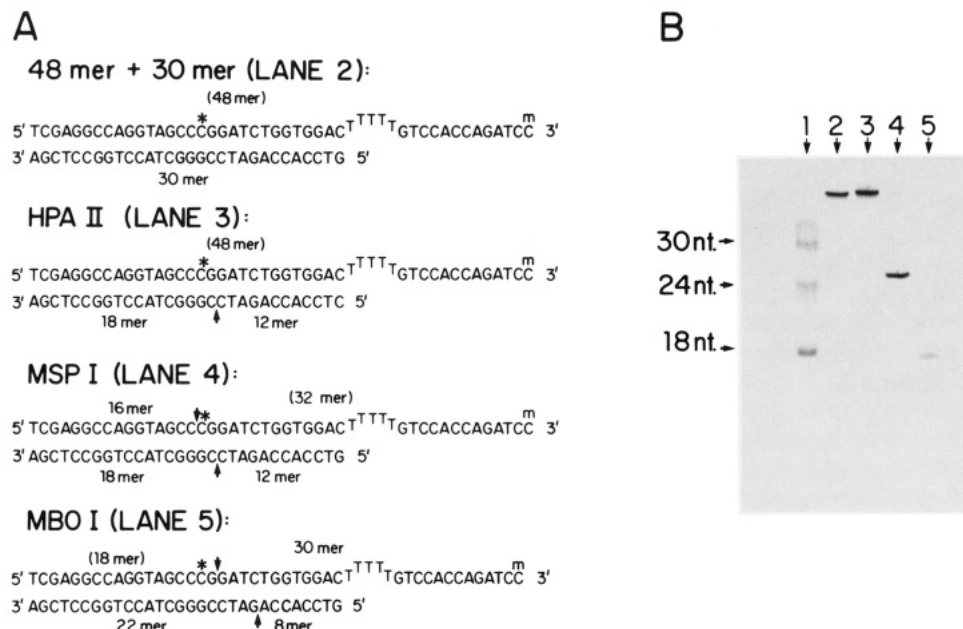 A
48 mer + 30 mer (LANE 2):
(48 mer)
* m
5' TCGAGGCCAGGTAGCCCGGATCTGGTGGACTTTTTGTCCACCAGATCC 3'
3' AGCTCCGGTCCATCGGGCCTAGACCACCTG 5'
30 mer
HPA II (LANE 3):
(48 mer)
* m
5' TCGAGGCCAGGTAGCCCGGATCTGGTGGACTTTTTGTCCACCAGATCC 3'
3' AGCTCCGGTCCATCGGGCCTAGACCACCTC 5'
18 mer 12 mer
MSP I (LANE 4):
16 mer (32 mer)
* m
5' TCGAGGCCAGGTAGCCCGGATCTGGTGGACTTTTTGTCCACCAGATCC 3'
3' AGCTCCGGTCCATCGGGCCTAGACCACCTG 5'
18 mer 12 mer
MBO I (LANE 5):
(18 mer) 30 mer
* m
5' TCGAGGCCAGGTAGCCCGGATCTGGTGGACTTTTTGTCCACCAGATCC 3'
3' AGCTCCGGTCCATCGGGCCTAGACCACCTG 5'
22 mer 8 mer
B
1 2 3 4 5
30 nt.
24 nt.
18 nt.